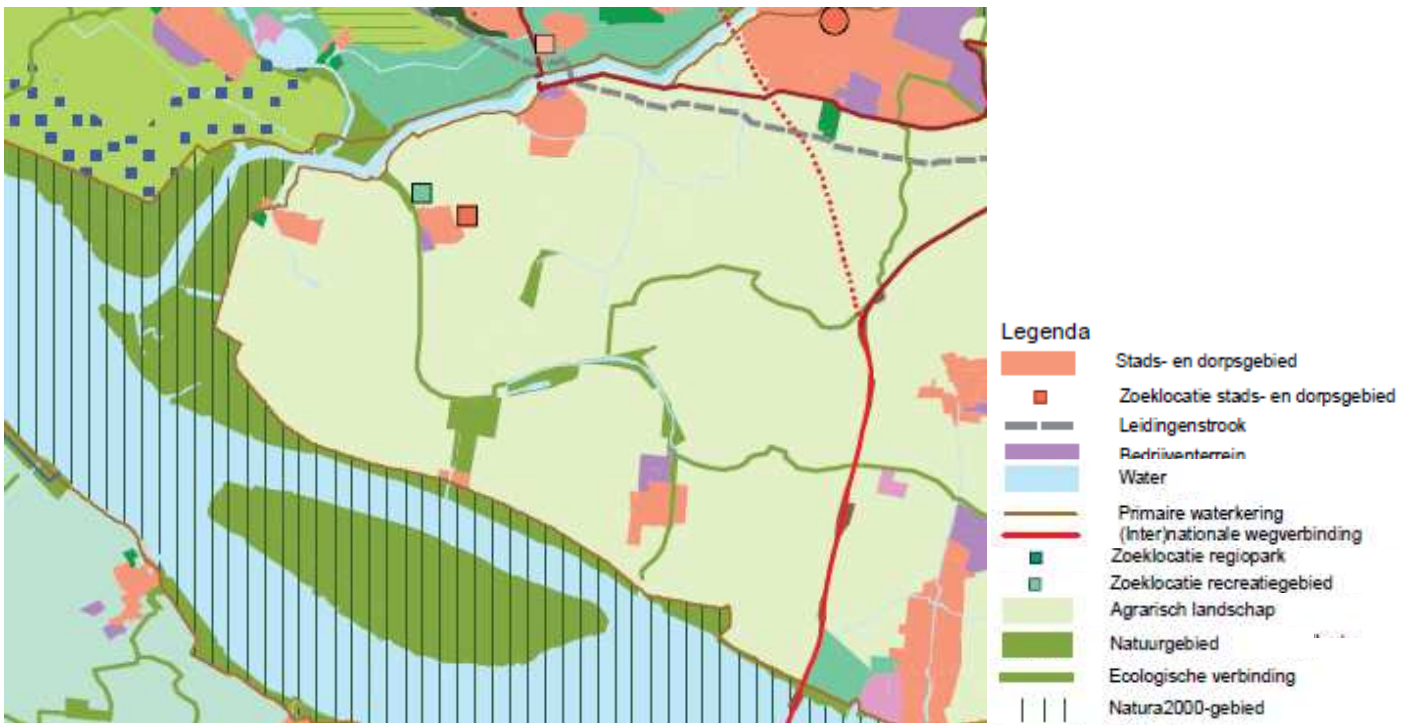 Legenda
Stads- en dorpsgebied
Zoeklocatie stads- en dorpsgebied
Leidingenstrook
Bedrijventerrein
Water
Primaire waterkering
(Inter)nationale wegverbinding
Zoeklocatie regiopark
Zoeklocatie recreatiegebied
Agrarisch landschap
Natuurgebied
Ecologische verbinding
Natura2000-gebied